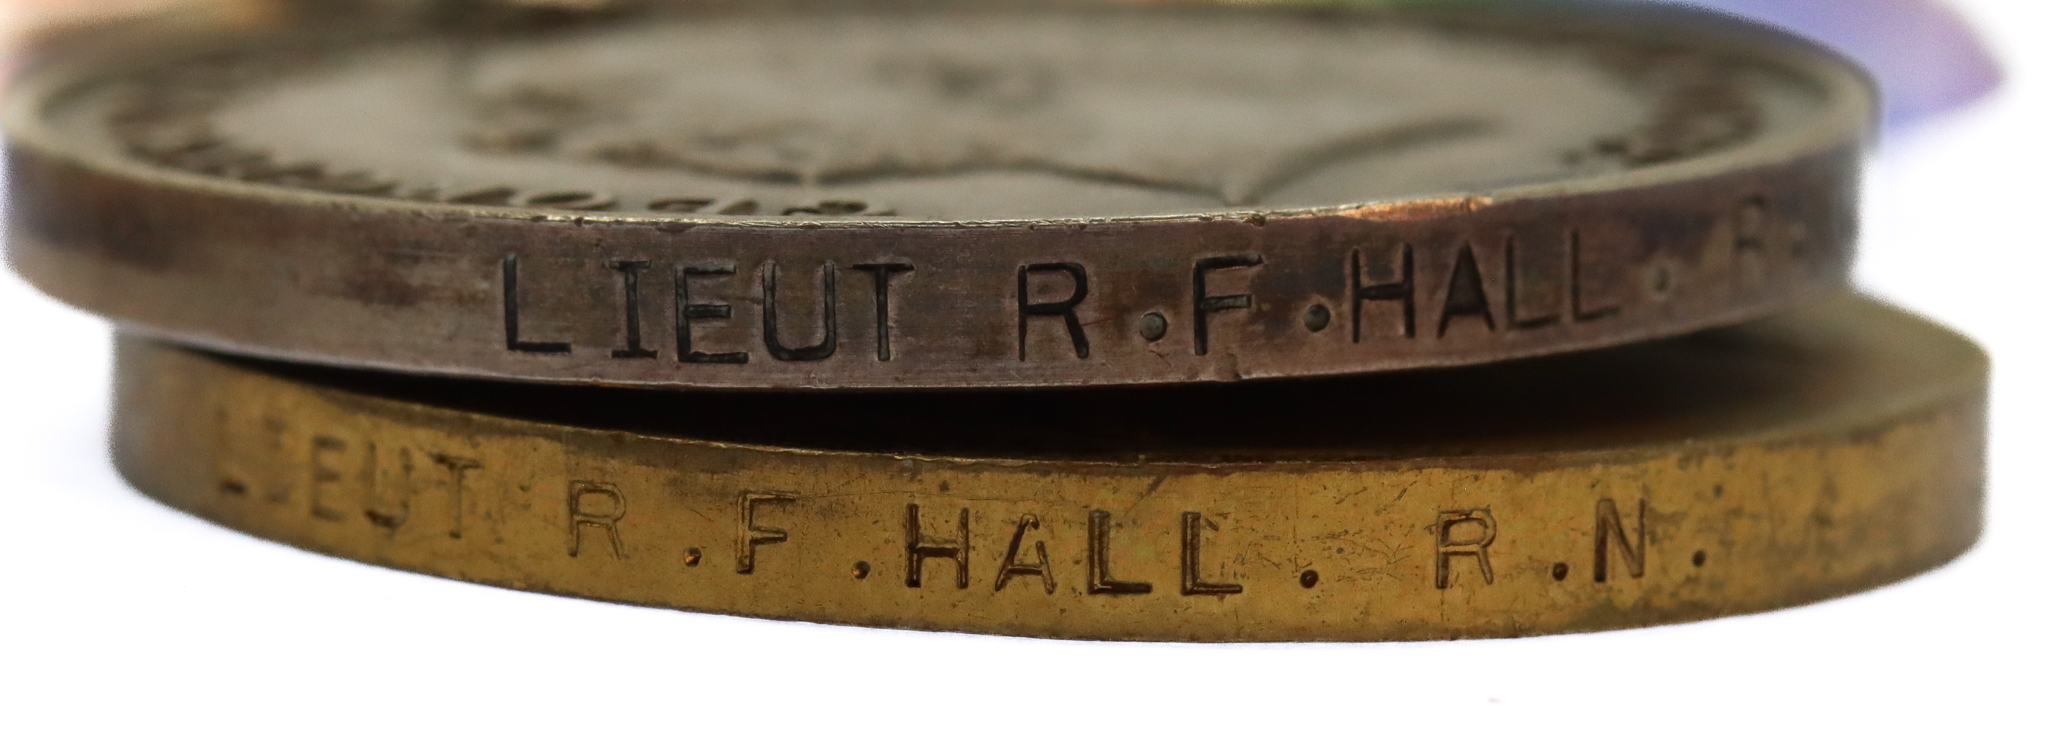 LIEUT R.F.HALL. R.
LIEUT R.F.HALL. R.N.